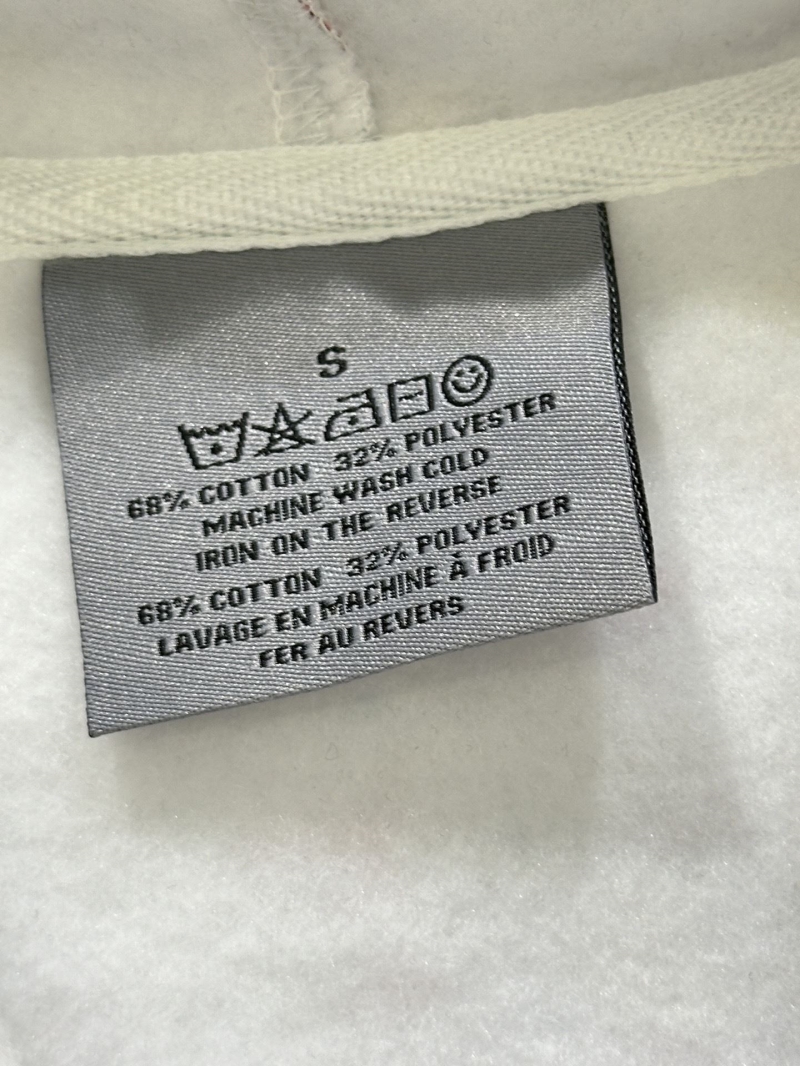 S
68% COTTON 32% POLYESTER
MACHINE WASH COLD
IRON ON THE REVERSE
68% COTTON 32% POLYESTER
LAVAGE EN MACHINE À FROID
FER AU REVERS